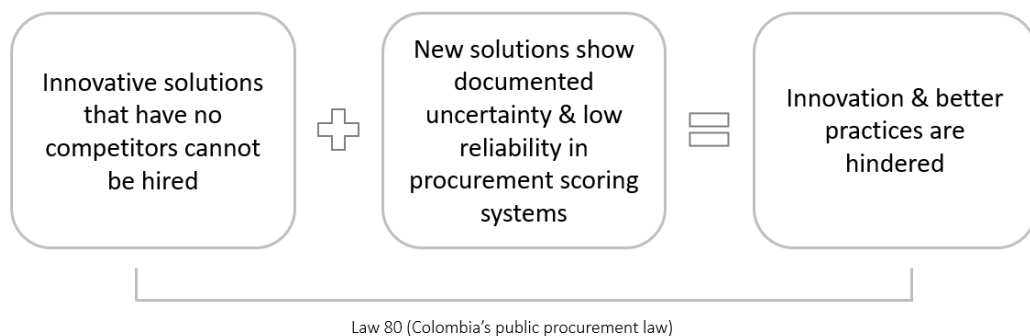 Innovative solutions
that have no
competitors cannot
be hired
New solutions show
documented
uncertainty & low
reliability in
procurement scoring
systems
Innovation & better
practices are
hindered
Law 80 (Colombia's public procurement law)